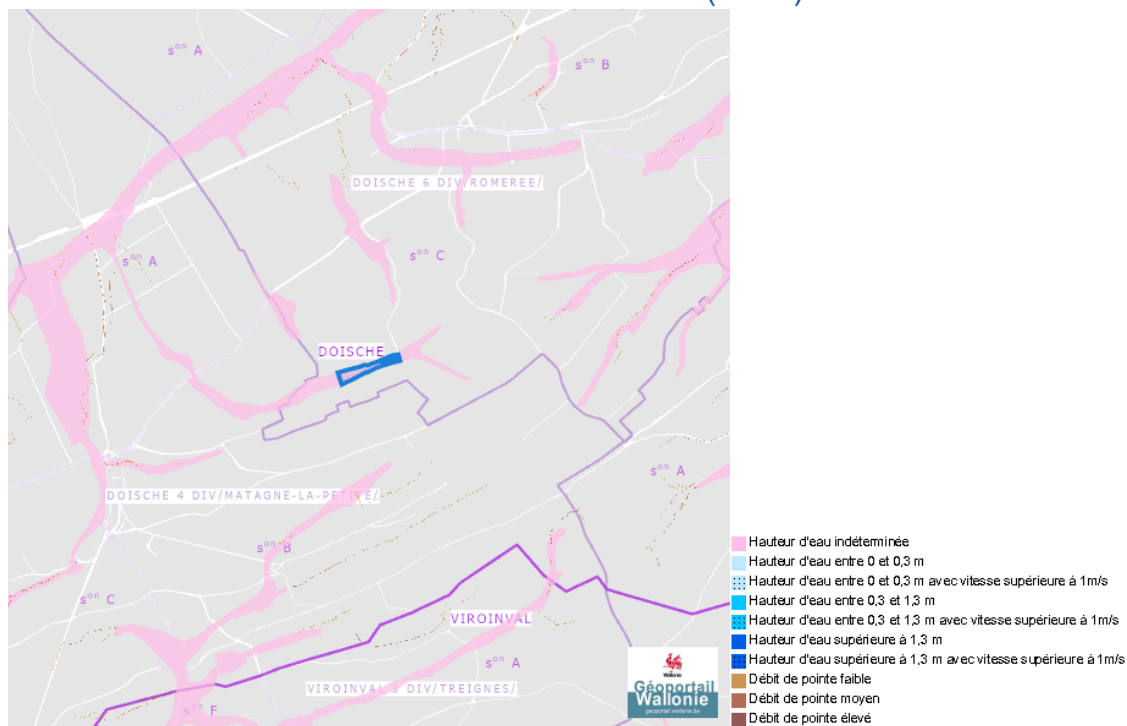 sᵒⁿ A
sᵒⁿ B
DOISCHE 6 DIV/ROMEREE/
sᵒⁿ A
sᵒⁿ C
DOISCHE
sᵒⁿ A
DOISCHE 4 DIV/MATAGNE-LA-PETITE/
sᵒⁿ B
sᵒⁿ C
VIROINVAL
sᵒⁿ A
VIROINVAL 3 DIV/TREIGNES/
sᵒⁿ F
Wallonie
Géoportail
Wallonie
geoportail.wallonie.be
Hauteur d'eau indéterminée
Hauteur d'eau entre 0 et 0,3 m
Hauteur d'eau entre 0 et 0,3 m avec vitesse supérieure à 1m/s
Hauteur d'eau entre 0,3 et 1,3 m
Hauteur d'eau entre 0,3 et 1,3 m avec vitesse supérieure à 1m/s
Hauteur d'eau supérieure à 1,3 m
Hauteur d'eau supérieure à 1,3 m avec vitesse supérieure à 1m/s
Débit de pointe faible
Débit de pointe moyen
Débit de pointe élevé